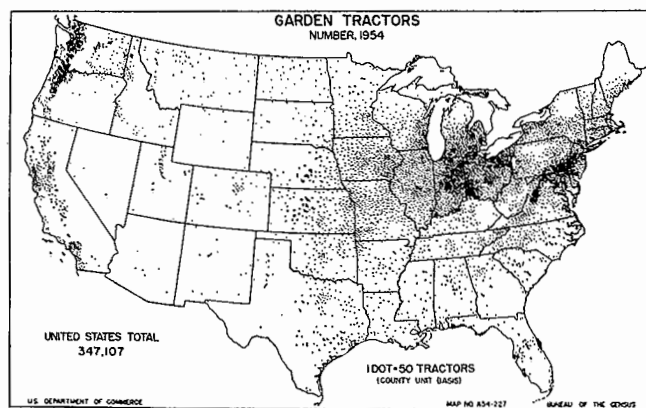 GARDEN TRACTORS
NUMBER, 1954
UNITED STATES TOTAL
347,107
1 DOT=50 TRACTORS
(COUNTY UNIT BASIS)
U.S. DEPARTMENT OF COMMERCE
MAP NO. A54-227
BUREAU OF THE CENSUS